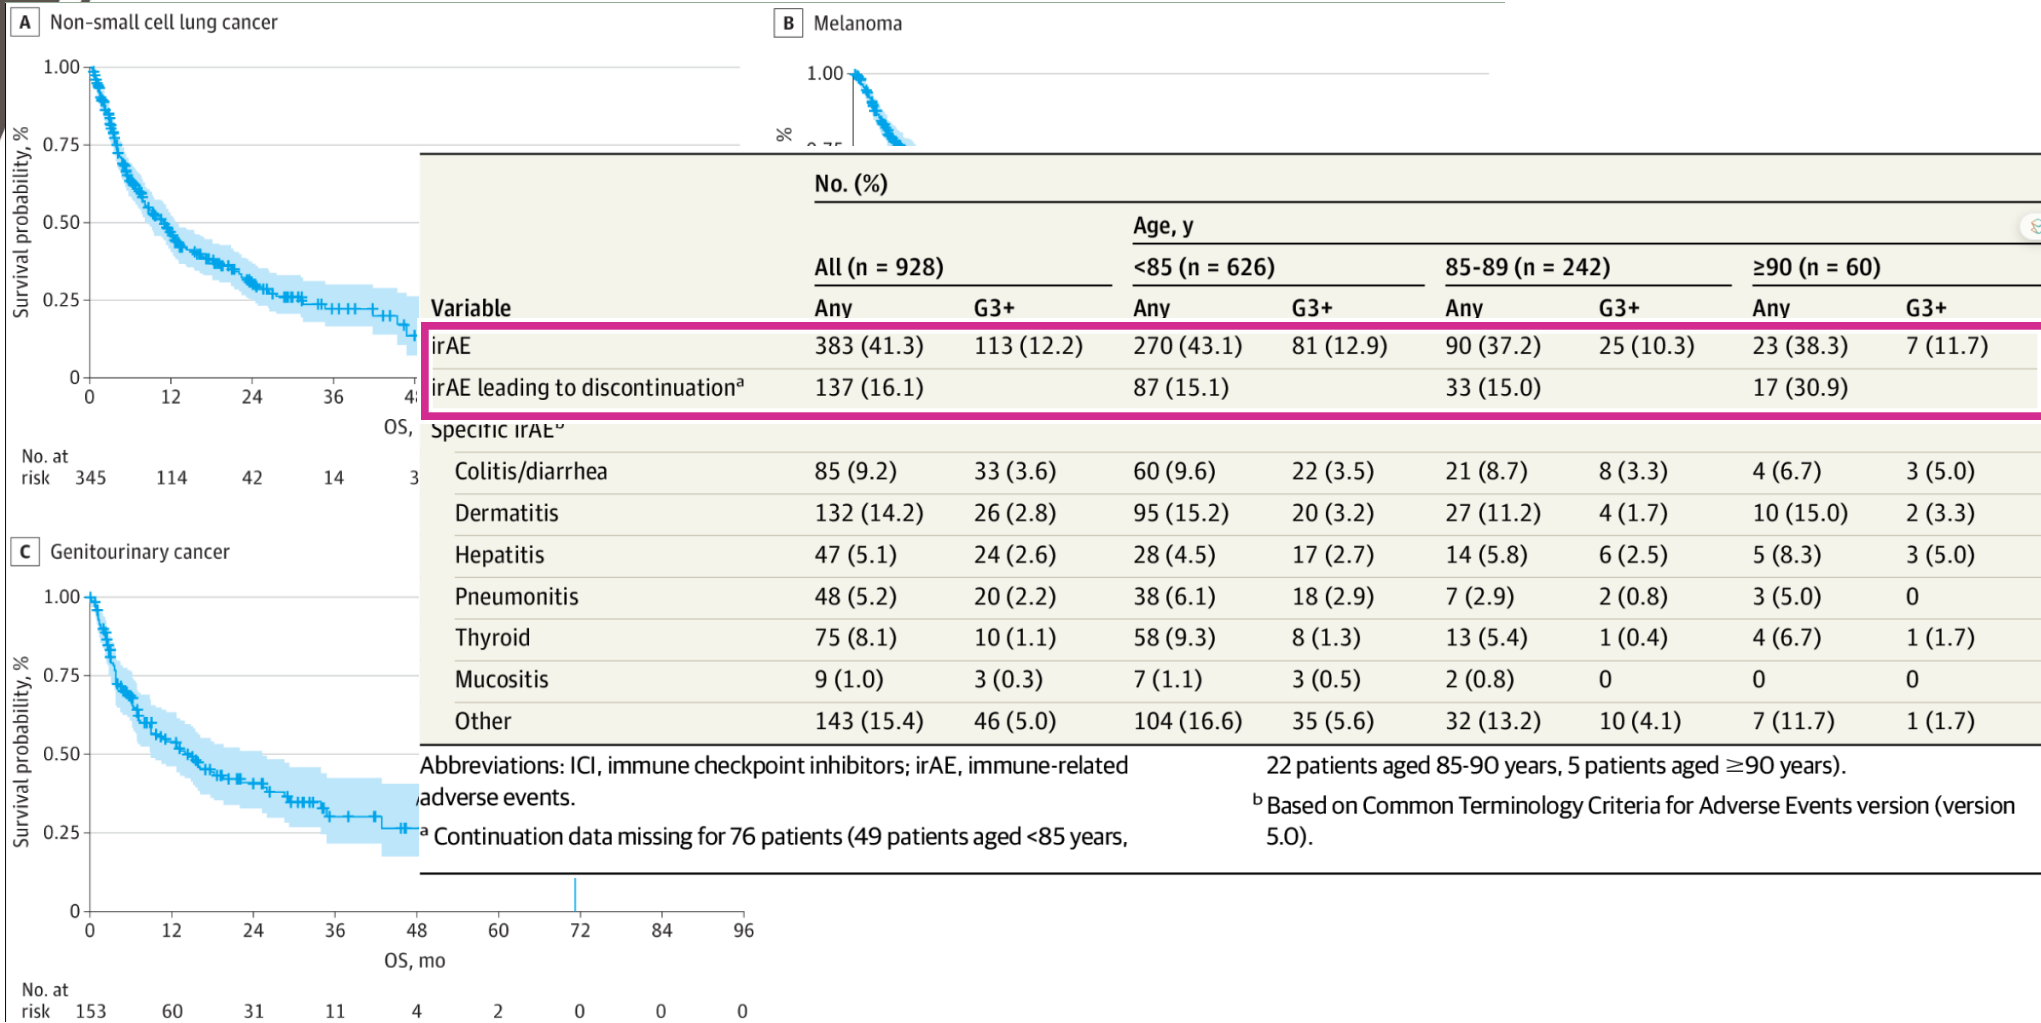 A Non-small cell lung cancer
1.00
0.75
0.50
0.25
0
Survival probability, %
0 12 24 36
OS,
No. at
risk 345 114 42 14 3
B Melanoma
1.00
%
No. (%)
Age, y
All (n = 928) <85 (n = 626) 85-89 (n = 242) ≥90 (n = 60)
Variable Any G3+ Any G3+ Any G3+ Any G3+
irAE 383 (41.3) 113 (12.2) 270 (43.1) 81 (12.9) 90 (37.2) 25 (10.3) 23 (38.3) 7 (11.7)
irAE leading to discontinuationᵃ 137 (16.1) 87 (15.1) 33 (15.0) 17 (30.9)
Specific irAEᵇ
Colitis/diarrhea 85 (9.2) 33 (3.6) 60 (9.6) 22 (3.5) 21 (8.7) 8 (3.3) 4 (6.7) 3 (5.0)
Dermatitis 132 (14.2) 26 (2.8) 95 (15.2) 20 (3.2) 27 (11.2) 4 (1.7) 10 (15.0) 2 (3.3)
Hepatitis 47 (5.1) 24 (2.6) 28 (4.5) 17 (2.7) 14 (5.8) 6 (2.5) 5 (8.3) 3 (5.0)
Pneumonitis 48 (5.2) 20 (2.2) 38 (6.1) 18 (2.9) 7 (2.9) 2 (0.8) 3 (5.0) 0
Thyroid 75 (8.1) 10 (1.1) 58 (9.3) 8 (1.3) 13 (5.4) 1 (0.4) 4 (6.7) 1 (1.7)
Mucositis 9 (1.0) 3 (0.3) 7 (1.1) 3 (0.5) 2 (0.8) 0 0 0
Other 143 (15.4) 46 (5.0) 104 (16.6) 35 (5.6) 32 (13.2) 10 (4.1) 7 (11.7) 1 (1.7)
Abbreviations: ICI, immune checkpoint inhibitors; irAE, immune-related
adverse events.
ᵃ Continuation data missing for 76 patients (49 patients aged <85 years,
22 patients aged 85-90 years, 5 patients aged ≥90 years).
ᵇ Based on Common Terminology Criteria for Adverse Events version (version
5.0).
C Genitourinary cancer
1.00
0.75
0.50
0.25
0
Survival probability, %
0 12 24 36 48 60 72 84 96
OS, mo
No. at
risk 153 60 31 11 4 2 0 0 0